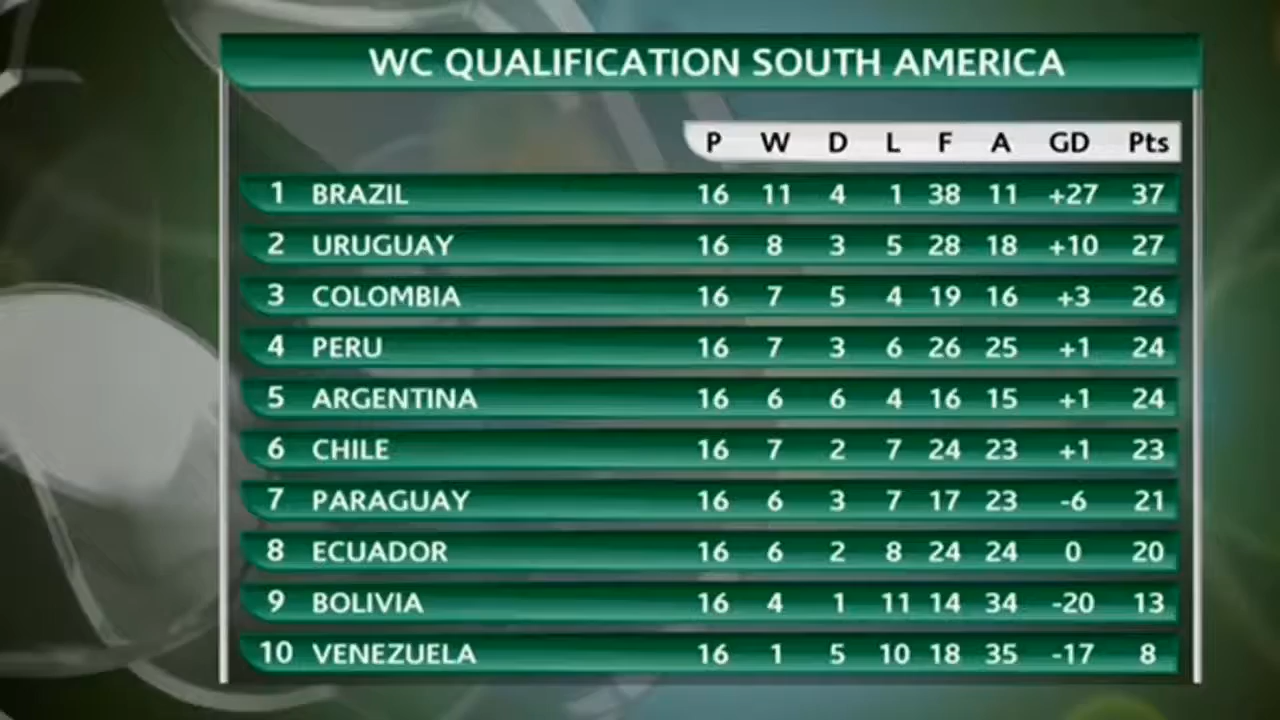 WC QUALIFICATION SOUTH AMERICA
P W D L F A GD Pts
1 BRAZIL 16 11 4 1 38 11 +27 37
2 URUGUAY 16 8 3 5 28 18 +10 27
3 COLOMBIA 16 7 5 4 19 16 +3 26
4 PERU 16 7 3 6 26 25 +1 24
5 ARGENTINA 16 6 6 4 16 15 +1 24
6 CHILE 16 7 2 7 24 23 +1 23
7 PARAGUAY 16 6 3 7 17 23 -6 21
8 ECUADOR 16 6 2 8 24 24 0 20
9 BOLIVIA 16 4 1 11 14 34 -20 13
10 VENEZUELA 16 1 5 10 18 35 -17 8